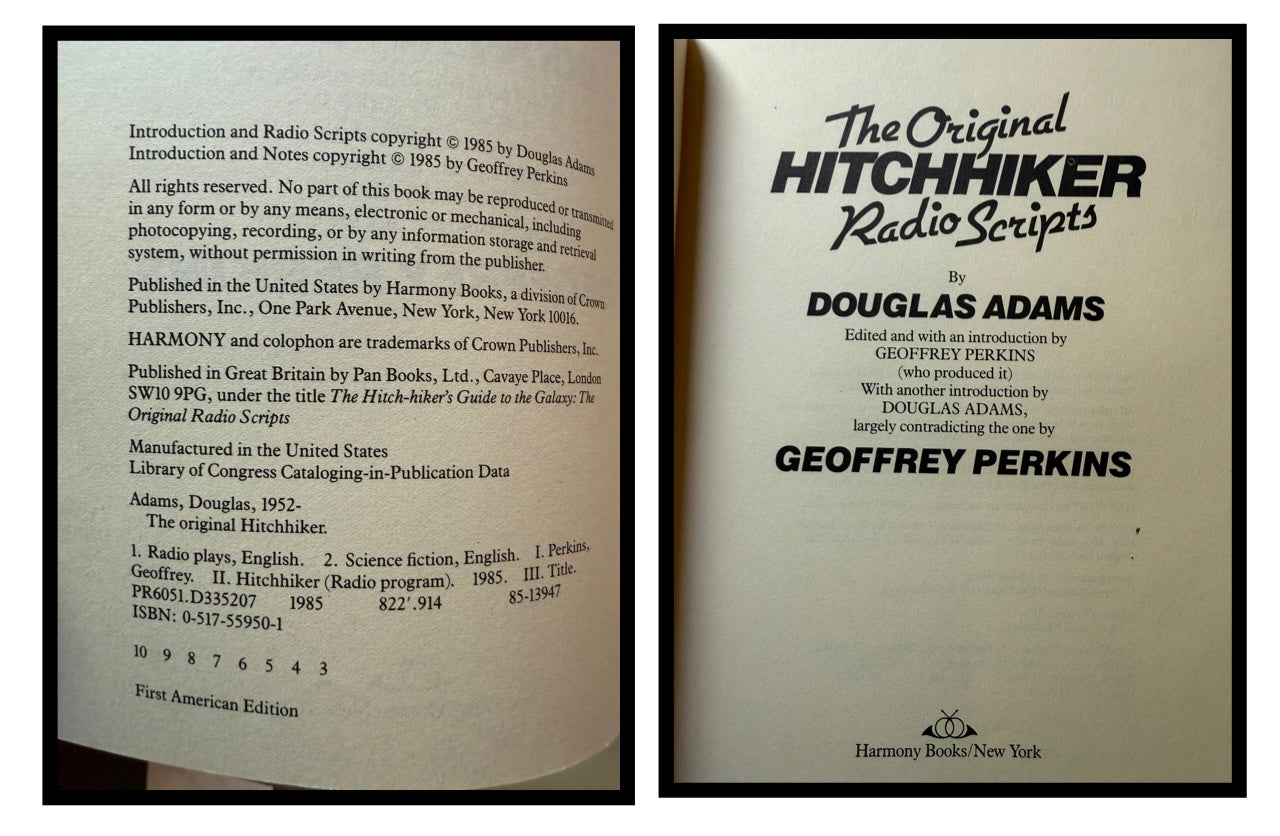 Introduction and Radio Scripts copyright © 1985 by Douglas Adams
Introduction and Notes copyright © 1985 by Geoffrey Perkins
All rights reserved. No part of this book may be reproduced or transmitted
in any form or by any means, electronic or mechanical, including
photocopying, recording, or by any information storage and retrieval
system, without permission in writing from the publisher.
Published in the United States by Harmony Books, a division of Crown
Publishers, Inc., One Park Avenue, New York, New York 10016.
HARMONY and colophon are trademarks of Crown Publishers, Inc.
Published in Great Britain by Pan Books, Ltd., Cavaye Place, London
SW10 9PG, under the title The Hitch-hiker's Guide to the Galaxy: The
Original Radio Scripts
Manufactured in the United States
Library of Congress Cataloging-in-Publication Data
Adams, Douglas, 1952-
The original Hitchhiker.
1. Radio plays, English. 2. Science fiction, English. I. Perkins,
Geoffrey. II. Hitchhiker (Radio program). 1985. III. Title.
PR6051.D335207 1985 822′.914 85-13947
ISBN: 0-517-55950-1
10 9 8 7 6 5 4 3
First American Edition
The Original
HITCHHIKER
Radio Scripts
By
DOUGLAS ADAMS
Edited and with an introduction by
GEOFFREY PERKINS
(who produced it)
With another introduction by
DOUGLAS ADAMS,
largely contradicting the one by
GEOFFREY PERKINS
Harmony Books/New York